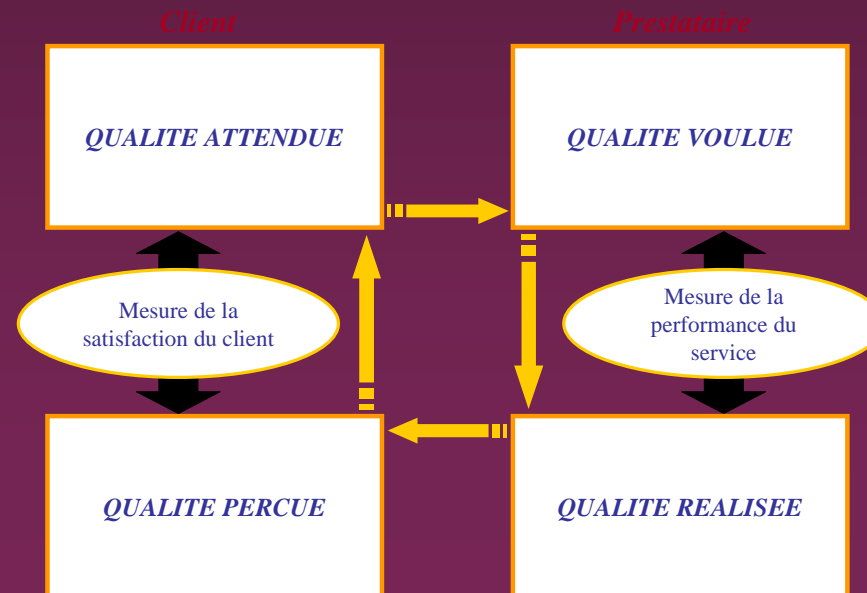 Client
Prestataire
QUALITE ATTENDUE
QUALITE VOULUE
Mesure de la
satisfaction du client
Mesure de la
performance du
service
QUALITE PERCUE
QUALITE REALISEE